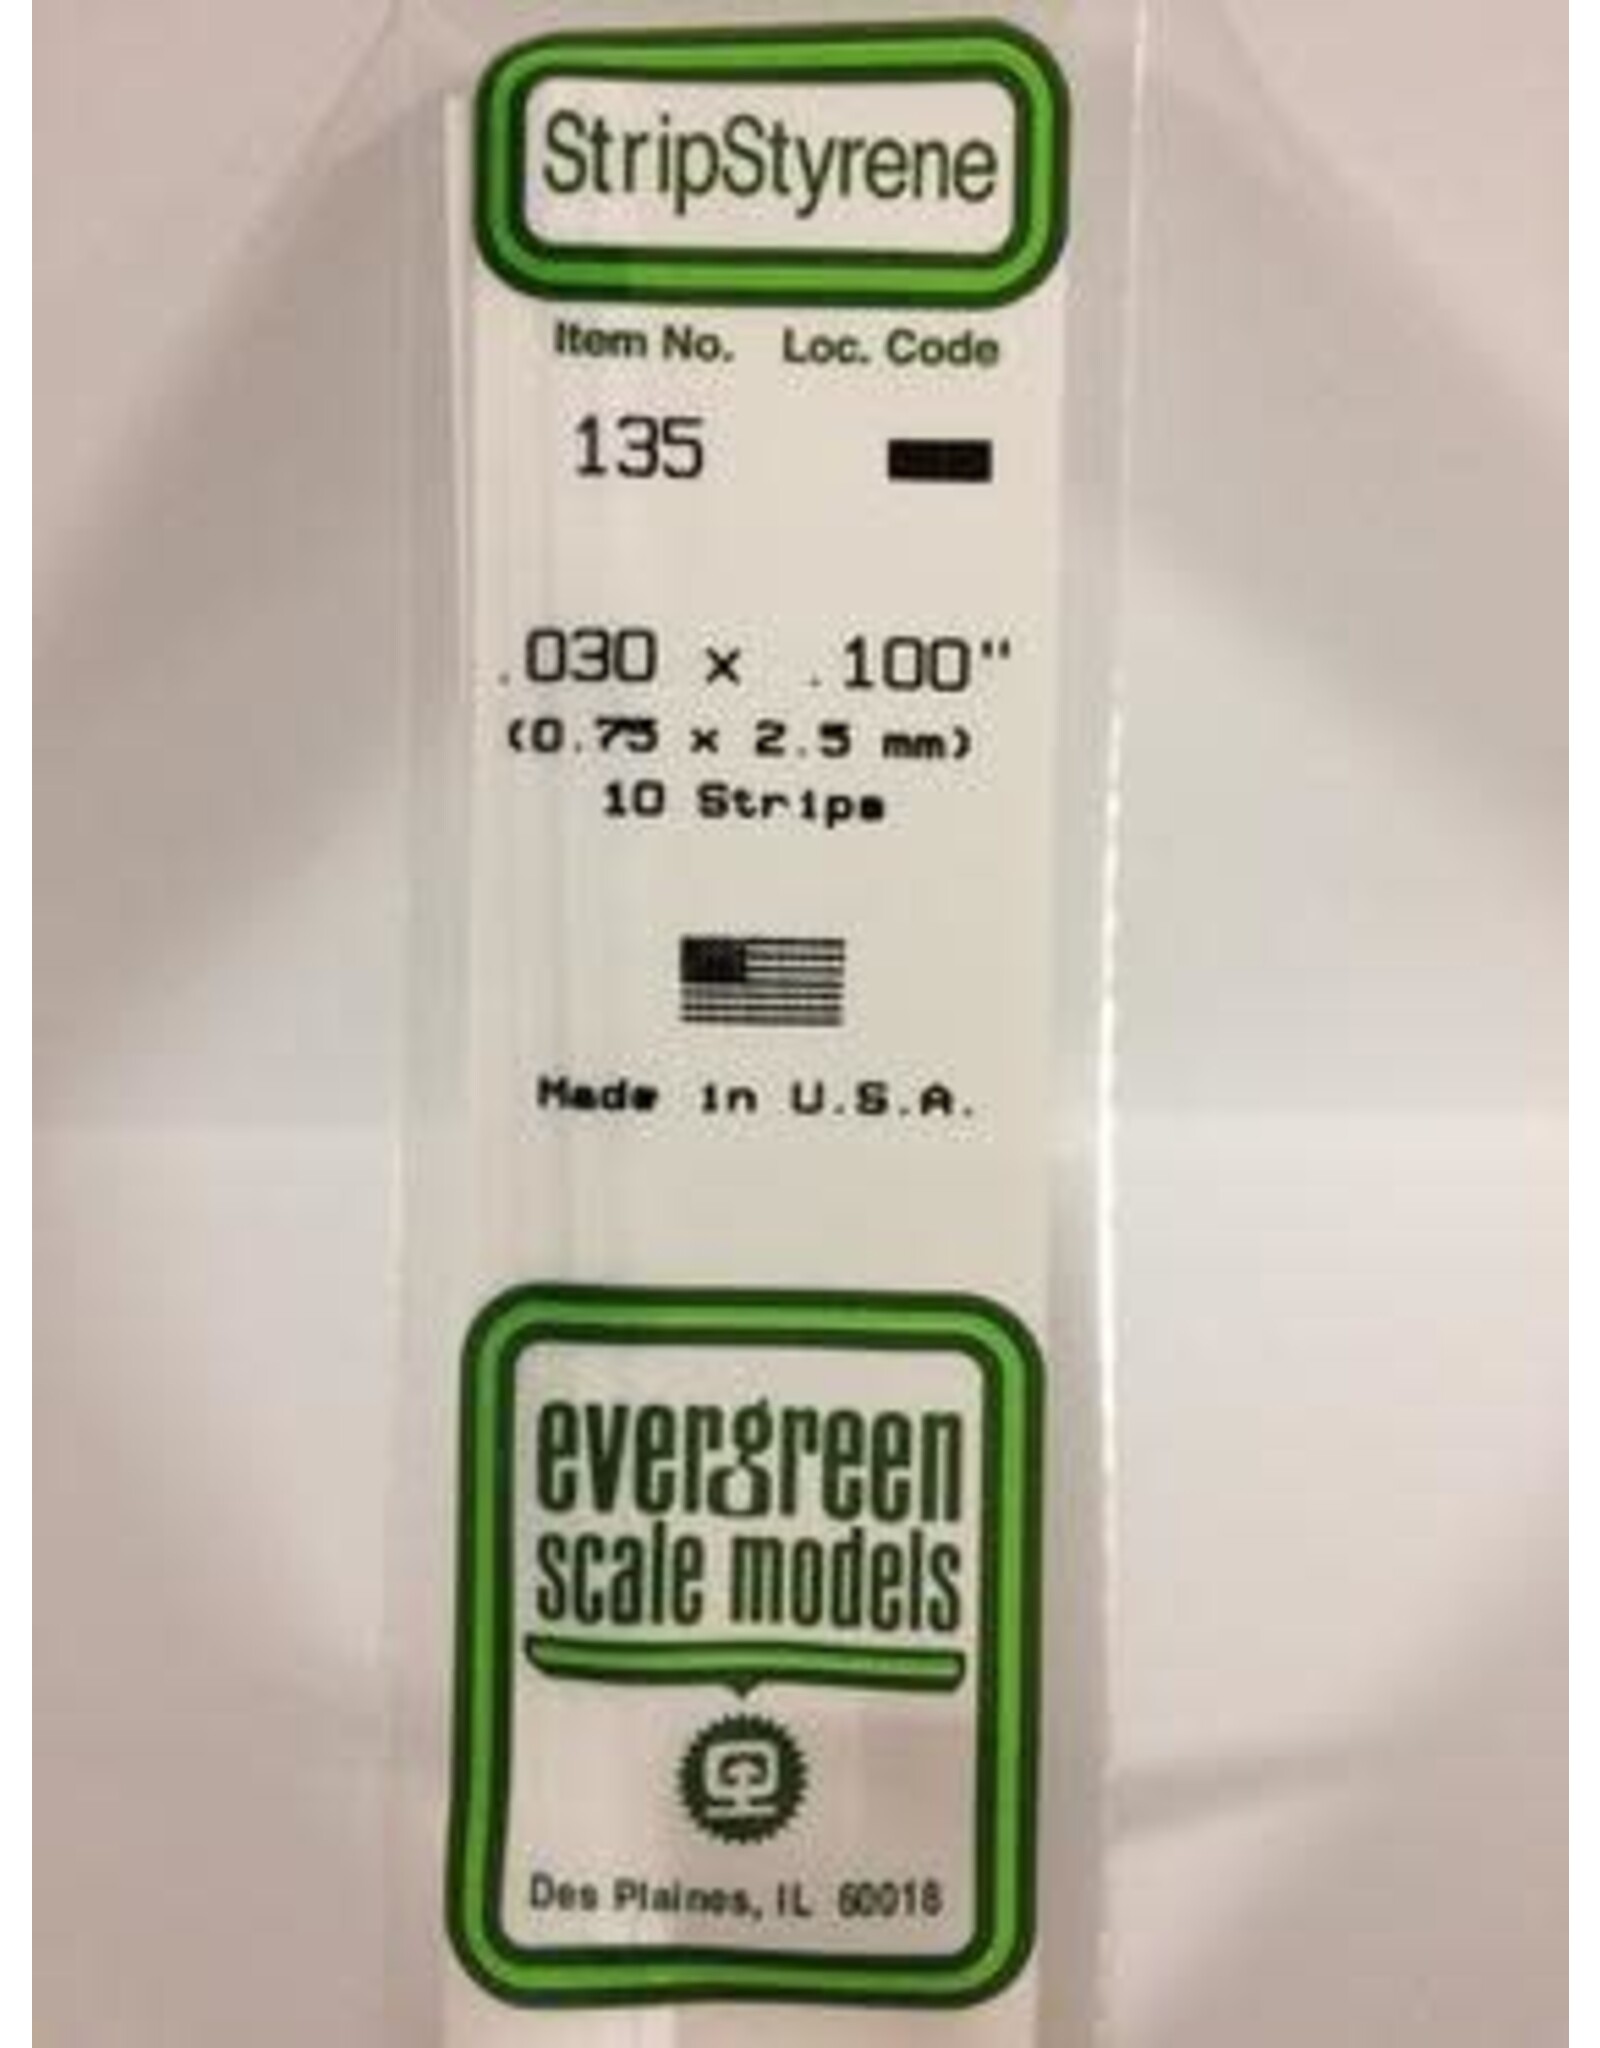 StripStyrene
Item No. Loc. Code
135
.030 x .100"
(0.75 x 2.5 mm)
10 Strips
Made in U.S.A.
evergreen
scale models
Des Plaines, IL 60018